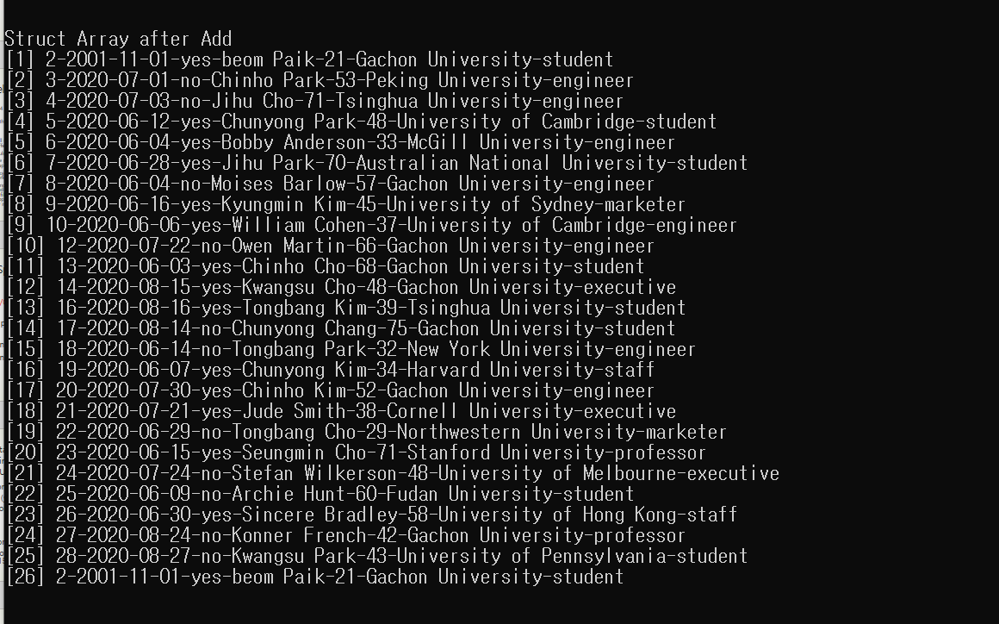 Struct Array after Add
[1] 2-2001-11-01-yes-beom Paik-21-Gachon University-student
[2] 3-2020-07-01-no-Chinho Park-53-Peking University-engineer
[3] 4-2020-07-03-no-Jihu Cho-71-Tsinghua University-engineer
[4] 5-2020-06-12-yes-Chunyong Park-48-University of Cambridge-student
[5] 6-2020-06-04-yes-Bobby Anderson-33-McGill University-engineer
[6] 7-2020-06-28-yes-Jihu Park-70-Australian National University-student
[7] 8-2020-06-04-no-Moises Barlow-57-Gachon University-engineer
[8] 9-2020-06-16-yes-Kyungmin Kim-45-University of Sydney-marketer
[9] 10-2020-06-06-yes-William Cohen-37-University of Cambridge-engineer
[10] 12-2020-07-22-no-Owen Martin-66-Gachon University-engineer
[11] 13-2020-06-03-yes-Chinho Cho-68-Gachon University-student
[12] 14-2020-08-15-yes-Kwangsu Cho-48-Gachon University-executive
[13] 16-2020-08-16-yes-Tongbang Kim-39-Tsinghua University-student
[14] 17-2020-08-14-no-Chunyong Chang-75-Gachon University-student
[15] 18-2020-06-14-no-Tongbang Park-32-New York University-engineer
[16] 19-2020-06-07-yes-Chunyong Kim-34-Harvard University-staff
[17] 20-2020-07-30-yes-Chinho Kim-52-Gachon University-engineer
[18] 21-2020-07-21-yes-Jude Smith-38-Cornell University-executive
[19] 22-2020-06-29-no-Tongbang Cho-29-Northwestern University-marketer
[20] 23-2020-06-15-yes-Seungmin Cho-71-Stanford University-professor
[21] 24-2020-07-24-no-Stefan Wilkerson-48-University of Melbourne-executive
[22] 25-2020-06-09-no-Archie Hunt-60-Fudan University-student
[23] 26-2020-06-30-yes-Sincere Bradley-58-University of Hong Kong-staff
[24] 27-2020-08-24-no-Konner French-42-Gachon University-professor
[25] 28-2020-08-27-no-Kwangsu Park-43-University of Pennsylvania-student
[26] 2-2001-11-01-yes-beom Paik-21-Gachon University-student